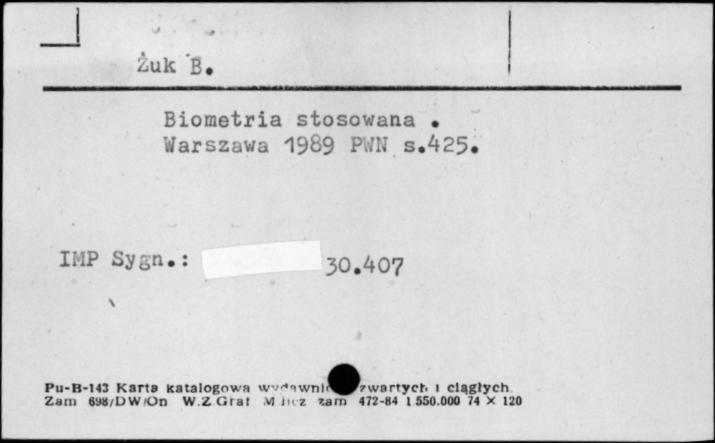 Żuk B.
Biometria stosowana .
Warszawa 1989 PWN s.425.
IMP Sygn.: 30.407
Pu-B-143 Karta katalogowa zwartych i ciągłych.
Zam 698/DW/On W.Z.Graf zam 472-84 1.550.000 74 × 120